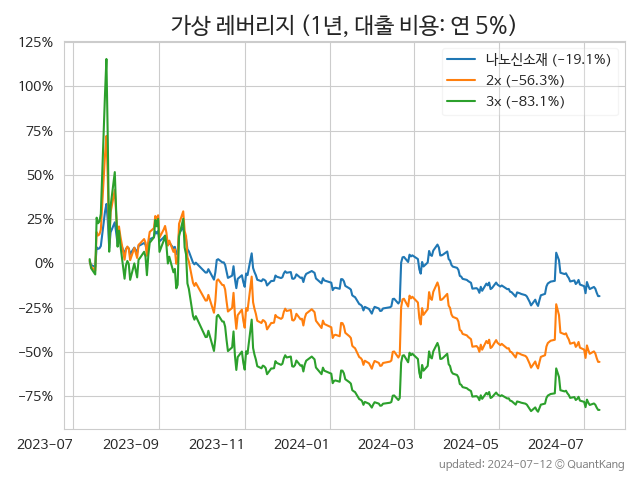 가상 레버리지 (1년, 대출 비용: 연 5%)
나노신소재 (-19.1%)
2x (-56.3%)
3x (-83.1%)
125%
100%
75%
50%
25%
0%
-25%
-50%
-75%
2023-07 2023-09 2023-11 2024-01 2024-03 2024-05 2024-07
updated: 2024-07-12 © QuantKang